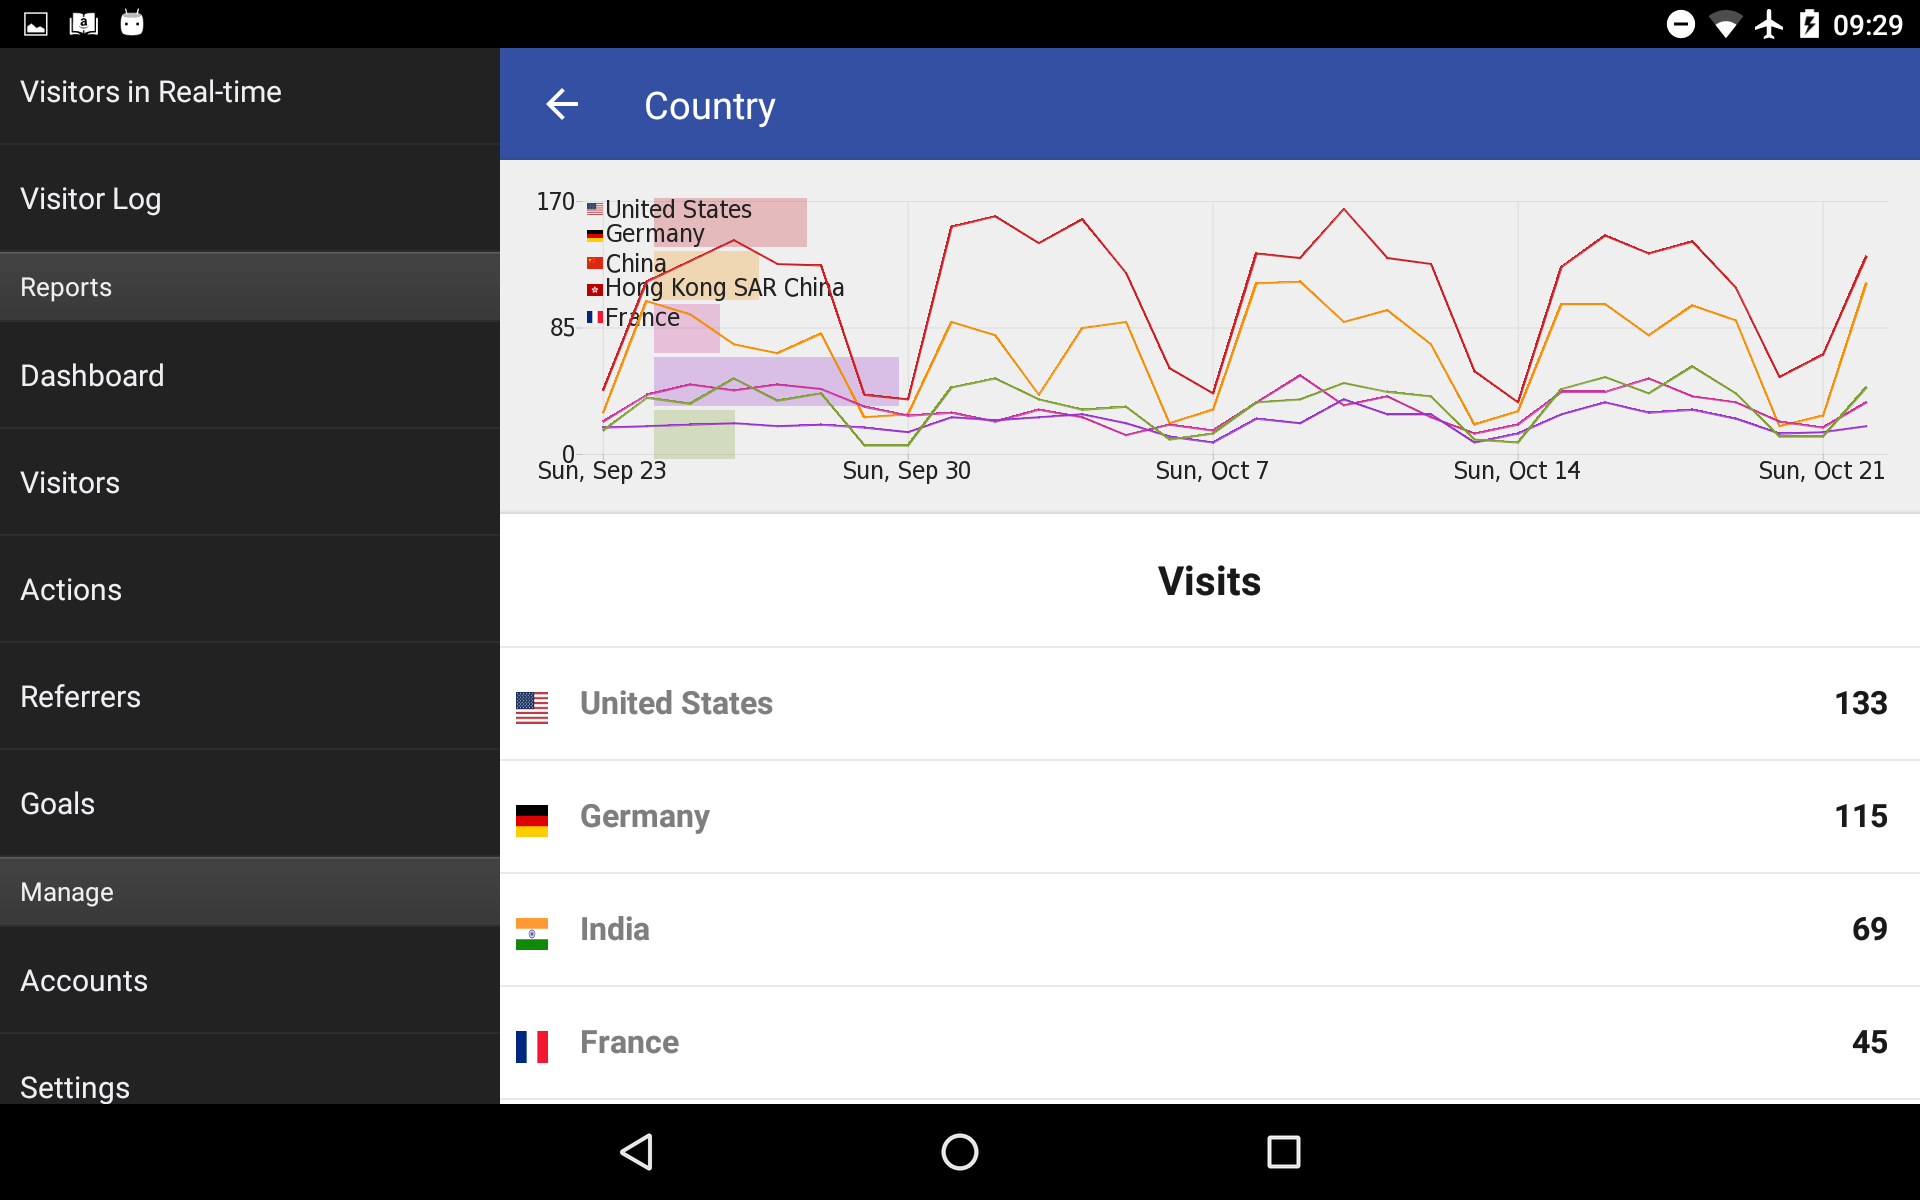 09:29
Visitors in Real-time
Visitor Log
Reports
Dashboard
Visitors
Actions
Referrers
Goals
Manage
Accounts
Settings
Country
170
85
0
United States
Germany
China
Hong Kong SAR China
France
Sun, Sep 23
Sun, Sep 30
Sun, Oct 7
Sun, Oct 14
Sun, Oct 21
Visits
United States 133
Germany 115
India 69
France 45